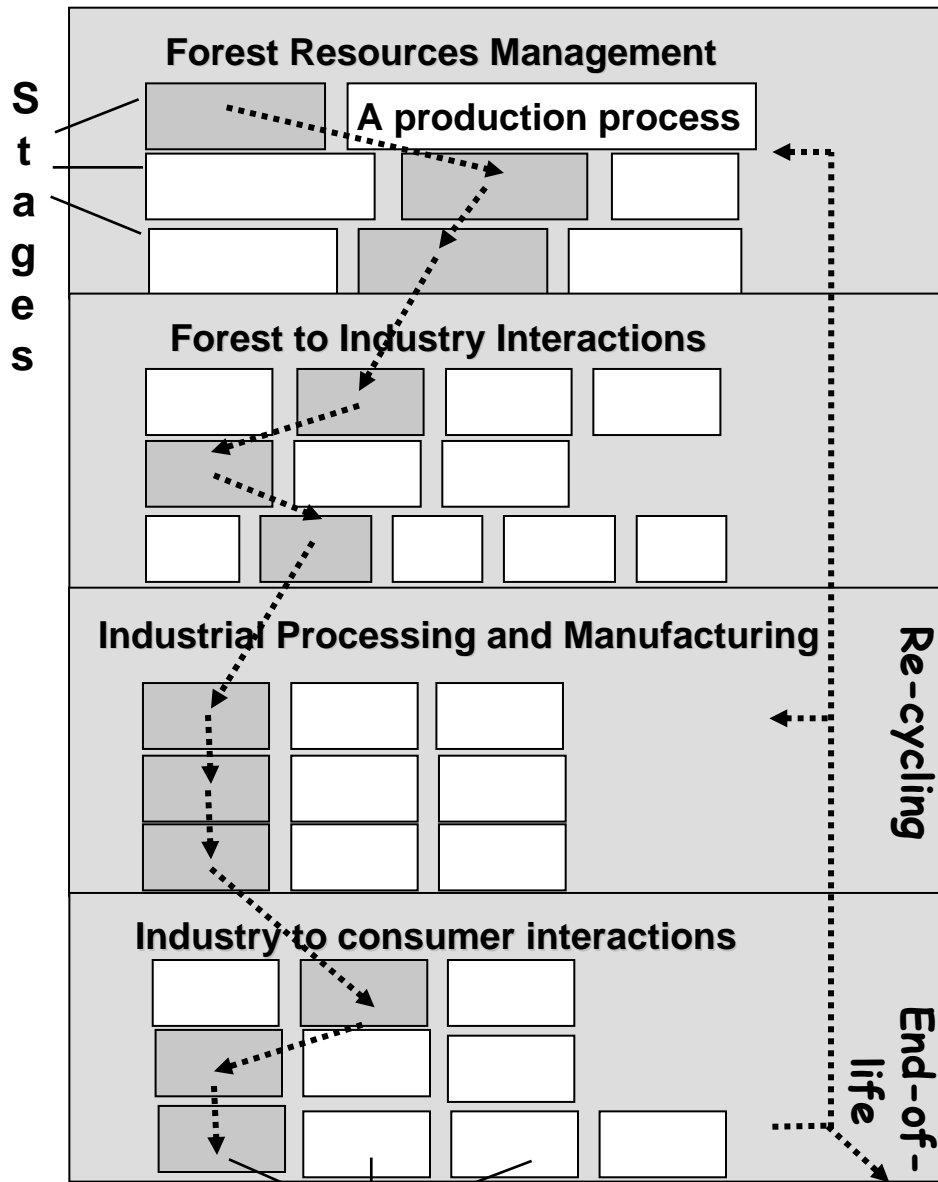 Forest Resources Management
Stages
A production process
Forest to Industry Interactions
Industrial Processing and Manufacturing
Re-cycling
Industry to consumer interactions
End-of-
life